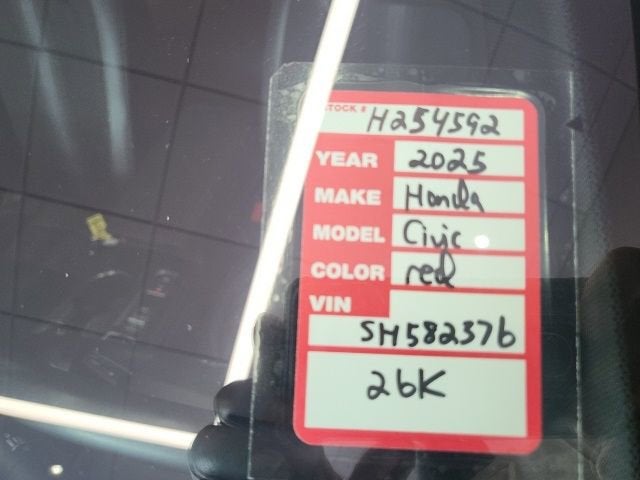 STOCK # H254592
YEAR 2025
MAKE Honda
MODEL Civic
COLOR red
VIN
SH582376
26K